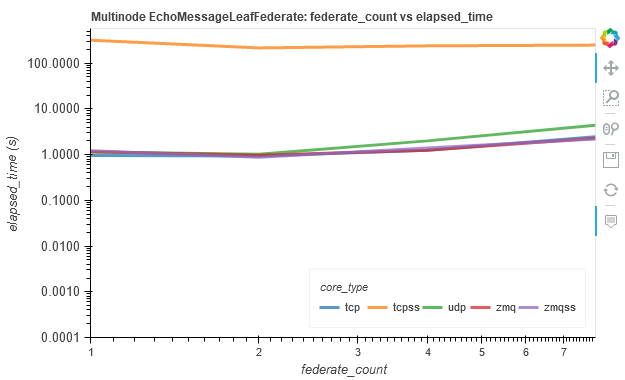 Multinode EchoMessageLeafFederate: federate_count vs elapsed_time
elapsed_time (s)
100.0000
10.0000
1.0000
0.1000
0.0100
0.0010
0.0001
core_type
tcp tcpss udp zmq zmqss
1 2 3 4 5 6 7
federate_count